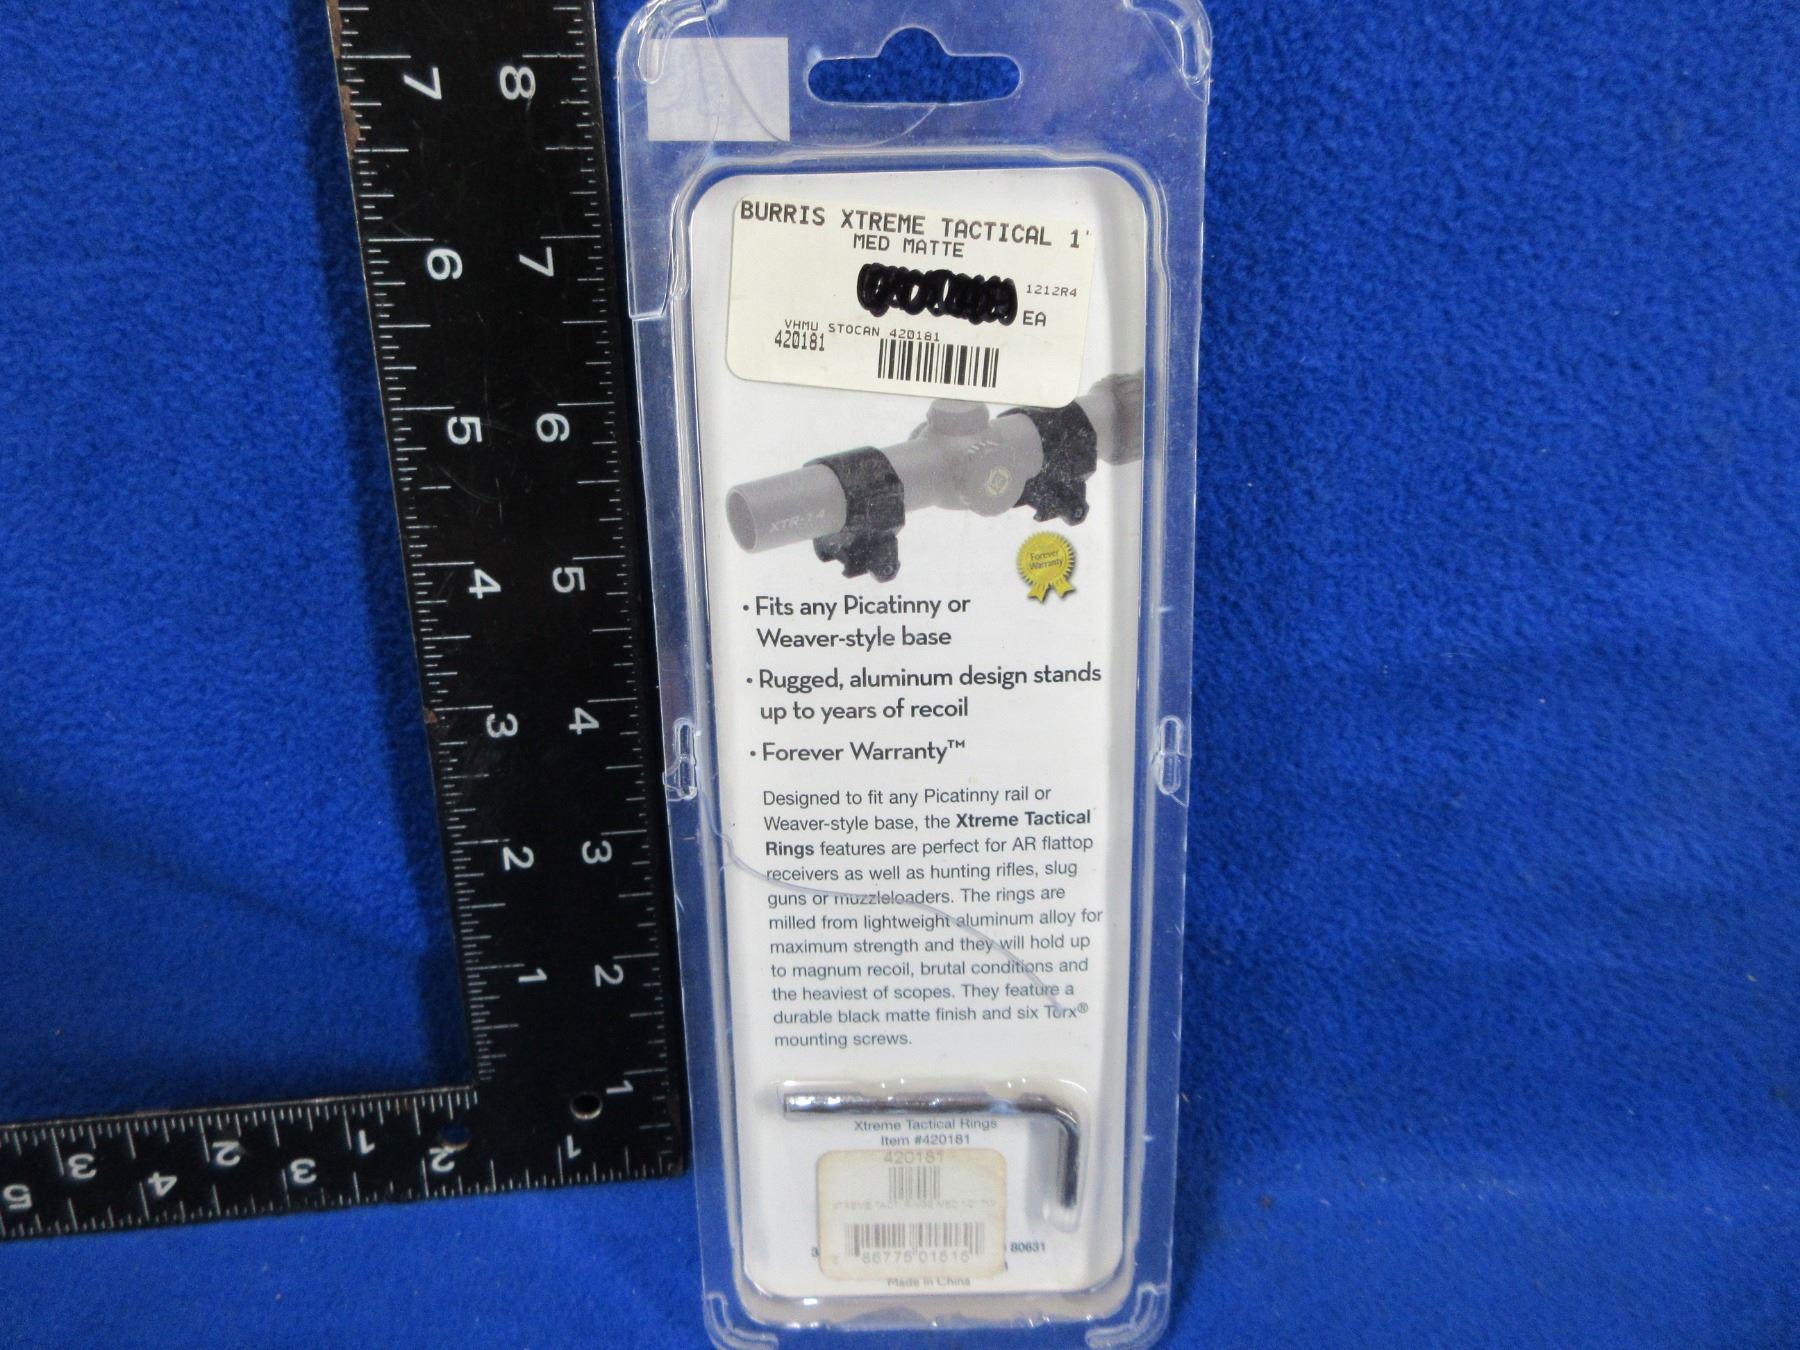 BURRIS XTREME TACTICAL 1"
MED MATTE
1212R4
EA
VHMU STOCAN 420181
420181
XTR-14
Forever
Warranty
• Fits any Picatinny or
Weaver-style base
• Rugged, aluminum design stands
up to years of recoil
• Forever Warranty™
Designed to fit any Picatinny rail or
Weaver-style base, the Xtreme Tactical
Rings features are perfect for AR flattop
receivers as well as hunting rifles, slug
guns or muzzleloaders. The rings are
milled from lightweight aluminum alloy for
maximum strength and they will hold up
to magnum recoil, brutal conditions and
the heaviest of scopes. They feature a
durable black matte finish and six Torx®
mounting screws.
Xtreme Tactical Rings
Item #420181
420181
86775 01515
80631
Made in China
7 8
6 7
5 6
4 5
3 4
2 3
1 2
1
3 2 1
5 4 3 2 1